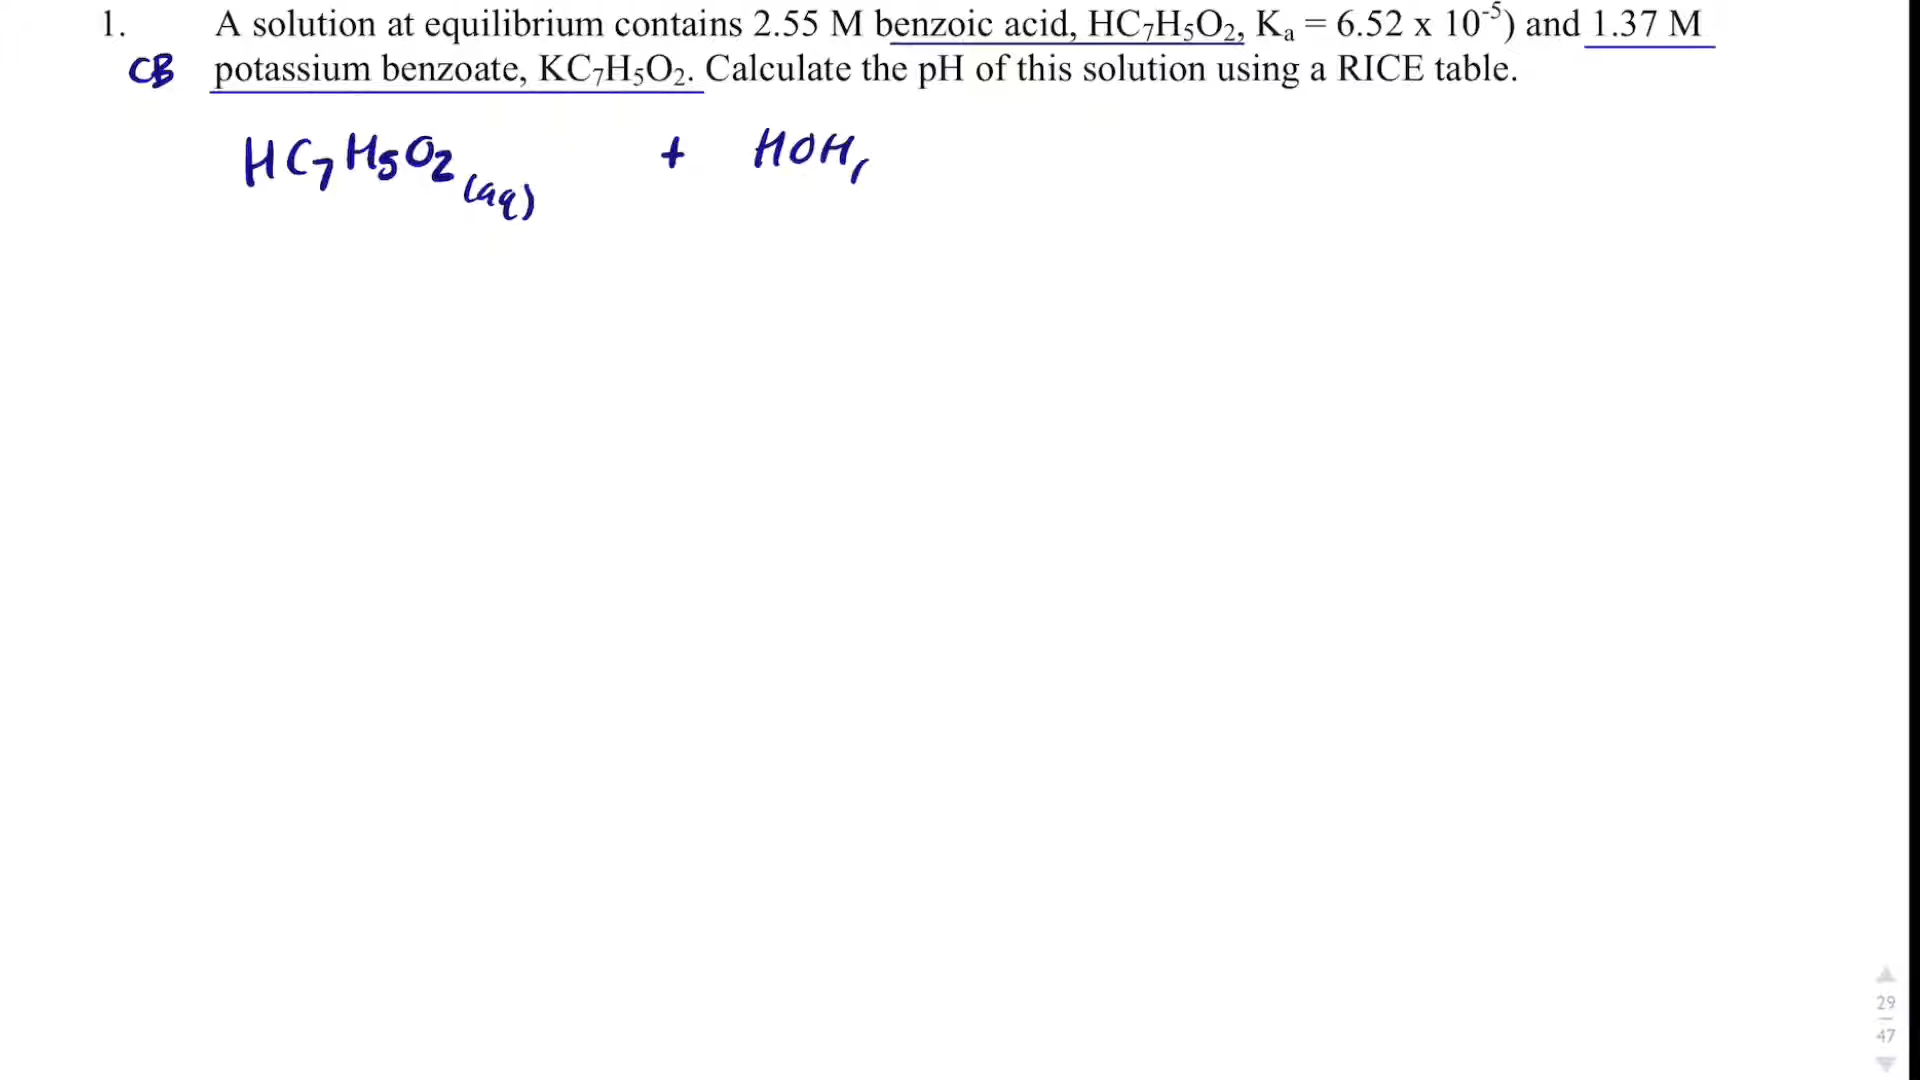 1. A solution at equilibrium contains 2.55 M benzoic acid, HC₇H₅O₂, Kₐ = 6.52 x 10⁻⁵) and 1.37 M
CB potassium benzoate, KC₇H₅O₂. Calculate the pH of this solution using a RICE table.
HC₇H₅O₂ (aq) + HOH(
29
47